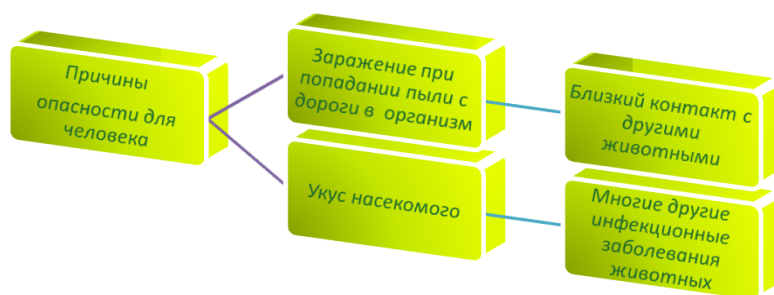 Причины
опасности для
человека
Заражение при
попадании пыли с
дороги в организм
Укус насекомого
Близкий контакт с
другими
животными
Многие другие
инфекционные
заболевания
животных